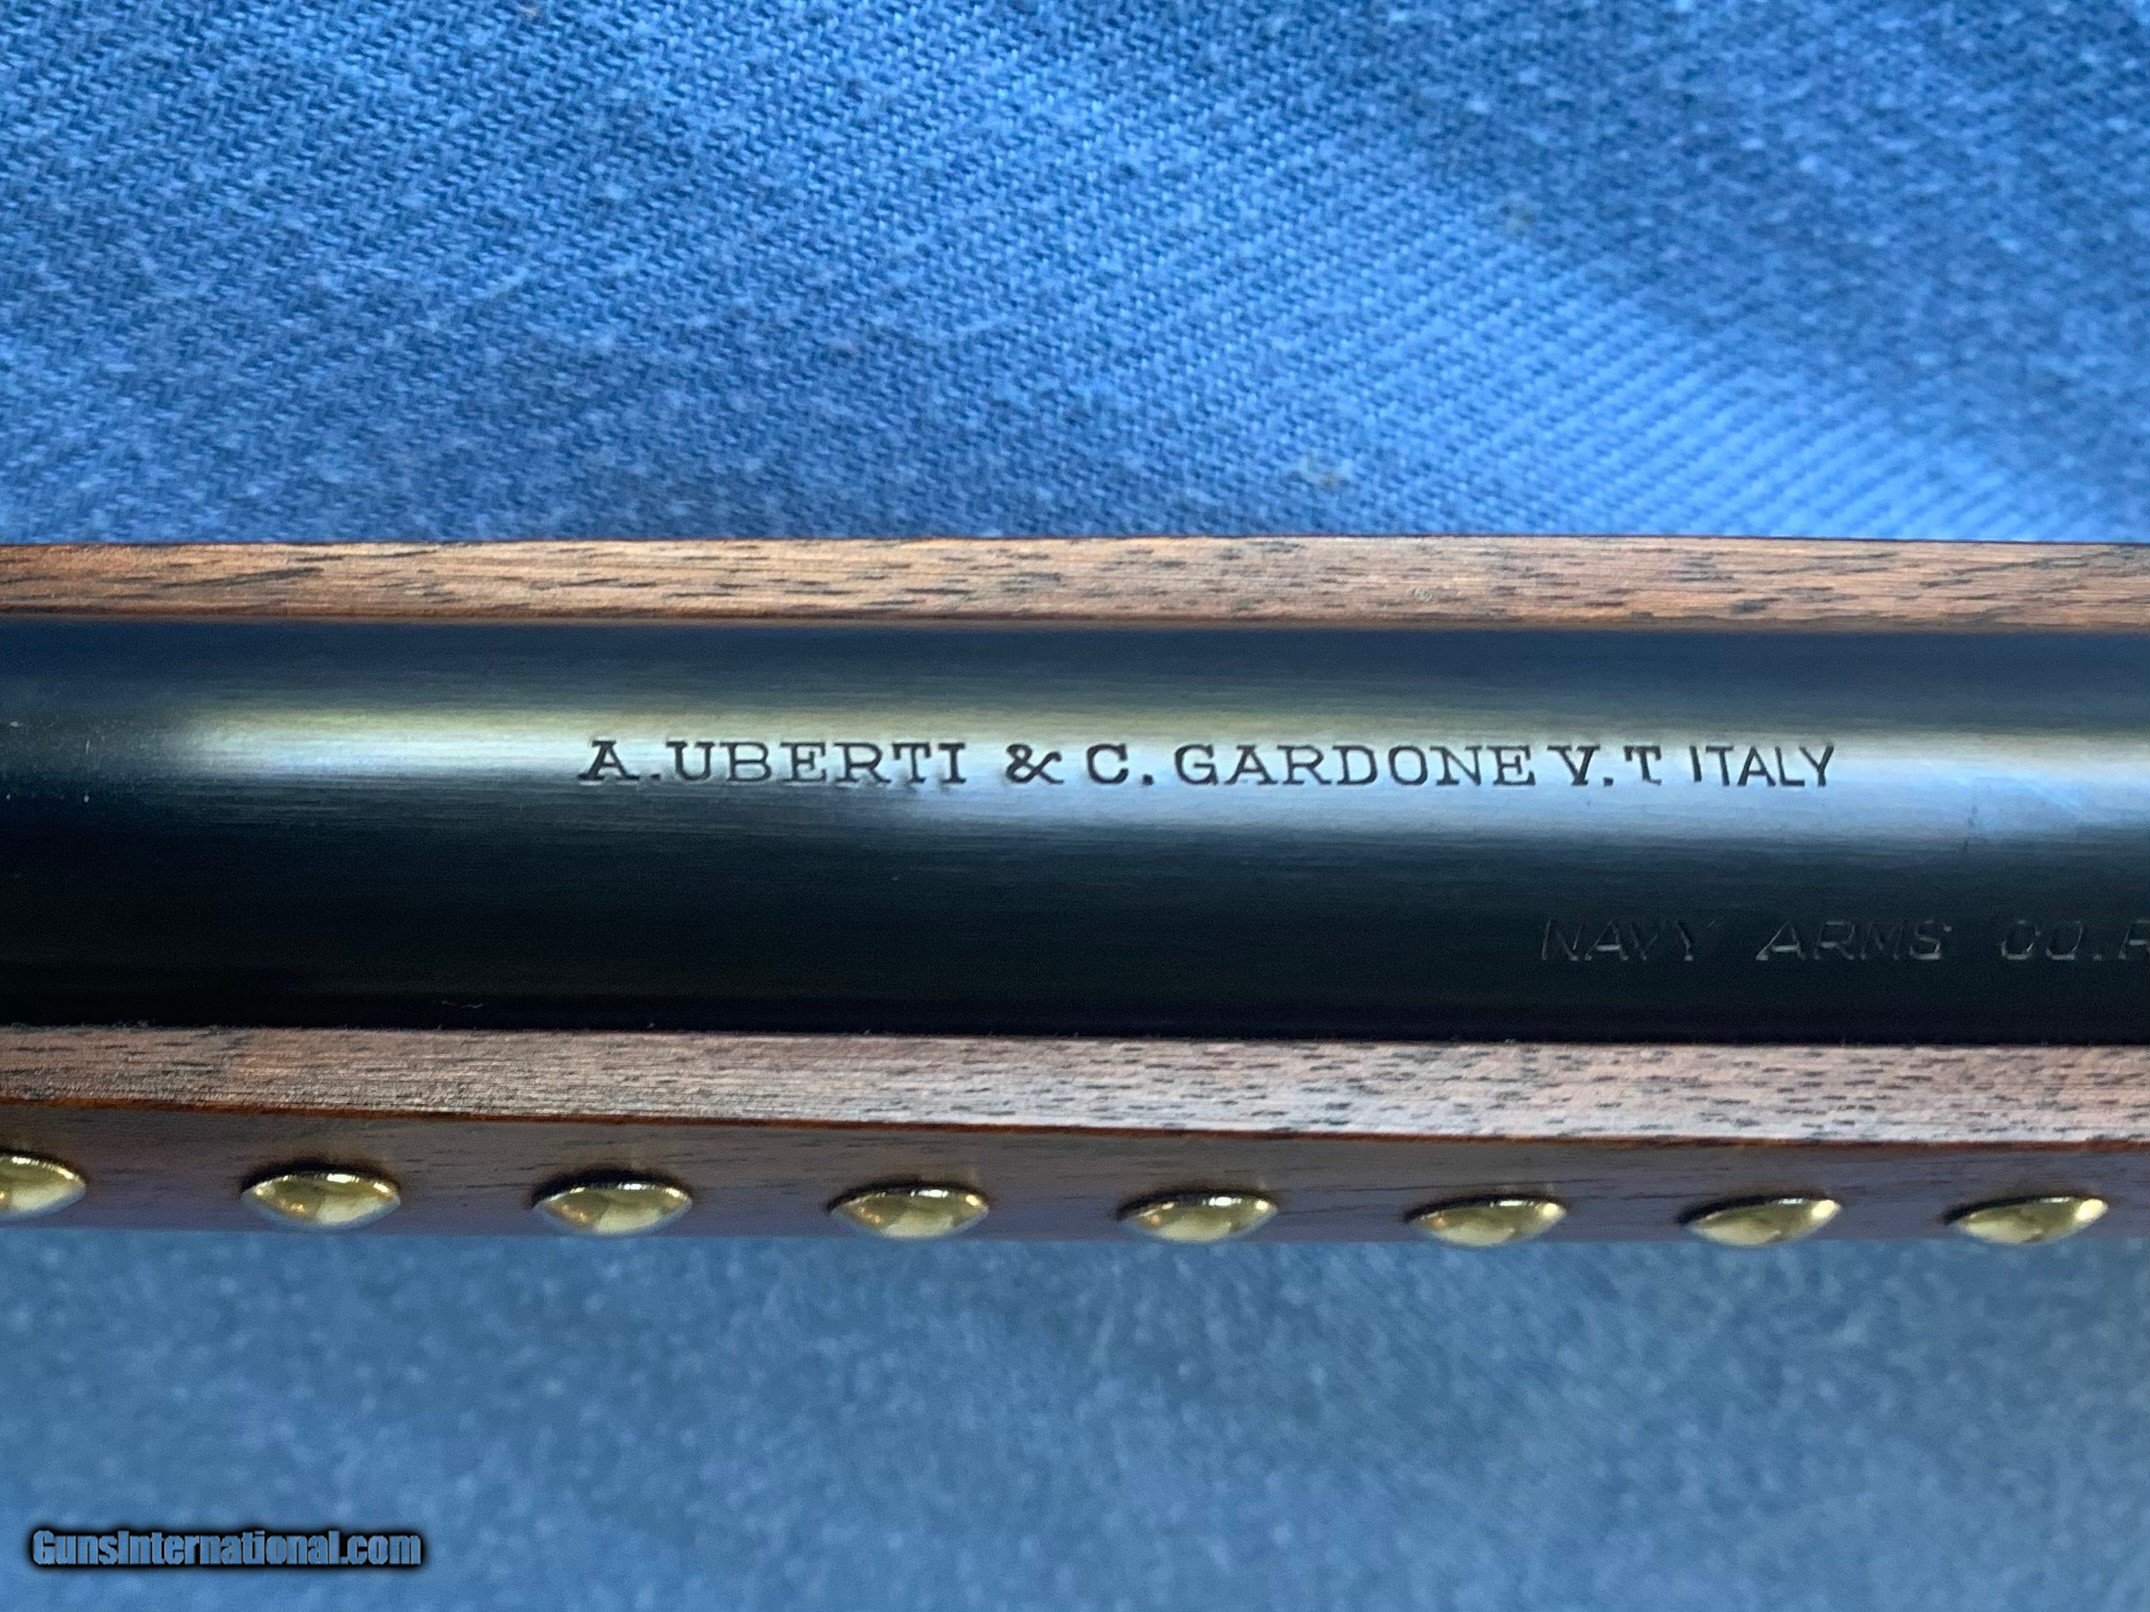 A. UBERTI & C. GARDONE V.T ITALY
NAVY ARMS CO.
GunsInternational.com